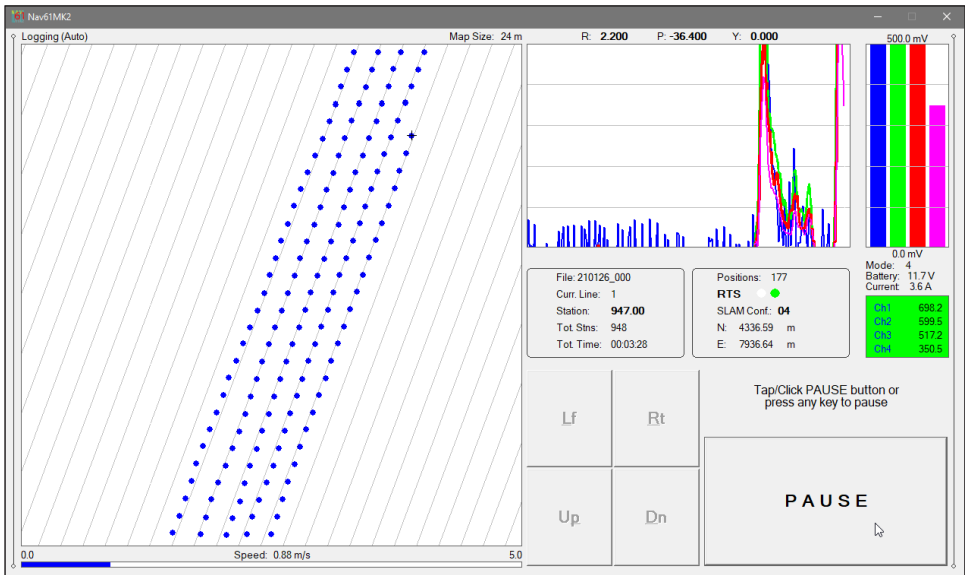 Nav61MK2
Logging (Auto) Map Size: 24 m
R: 2.200 P: -36.400 Y: 0.000
500.0 mV
0.0 mV
Mode: 4
Battery: 11.7 V
Current: 3.6 A
File: 210126_000
Curr. Line: 1
Station: 947.00
Tot. Stns: 948
Tot. Time: 00:03:28
Positions: 177
RTS
SLAM Conf.: 04
N: 4336.59 m
E: 7936.64 m
Ch1 698.2
Ch2 599.5
Ch3 517.2
Ch4 350.5
Lf
Rt
Up
Dn
Tap/Click PAUSE button or
press any key to pause
PAUSE
0.0 Speed: 0.88 m/s 5.0